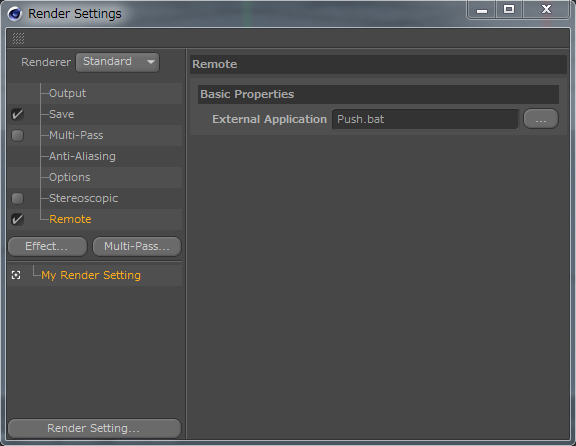 Render Settings
Renderer Standard
Output
Save
Multi-Pass
Anti-Aliasing
Options
Stereoscopic
Remote
Effect... Multi-Pass...
My Render Setting
Render Setting...
Remote
Basic Properties
External Application Push.bat ...